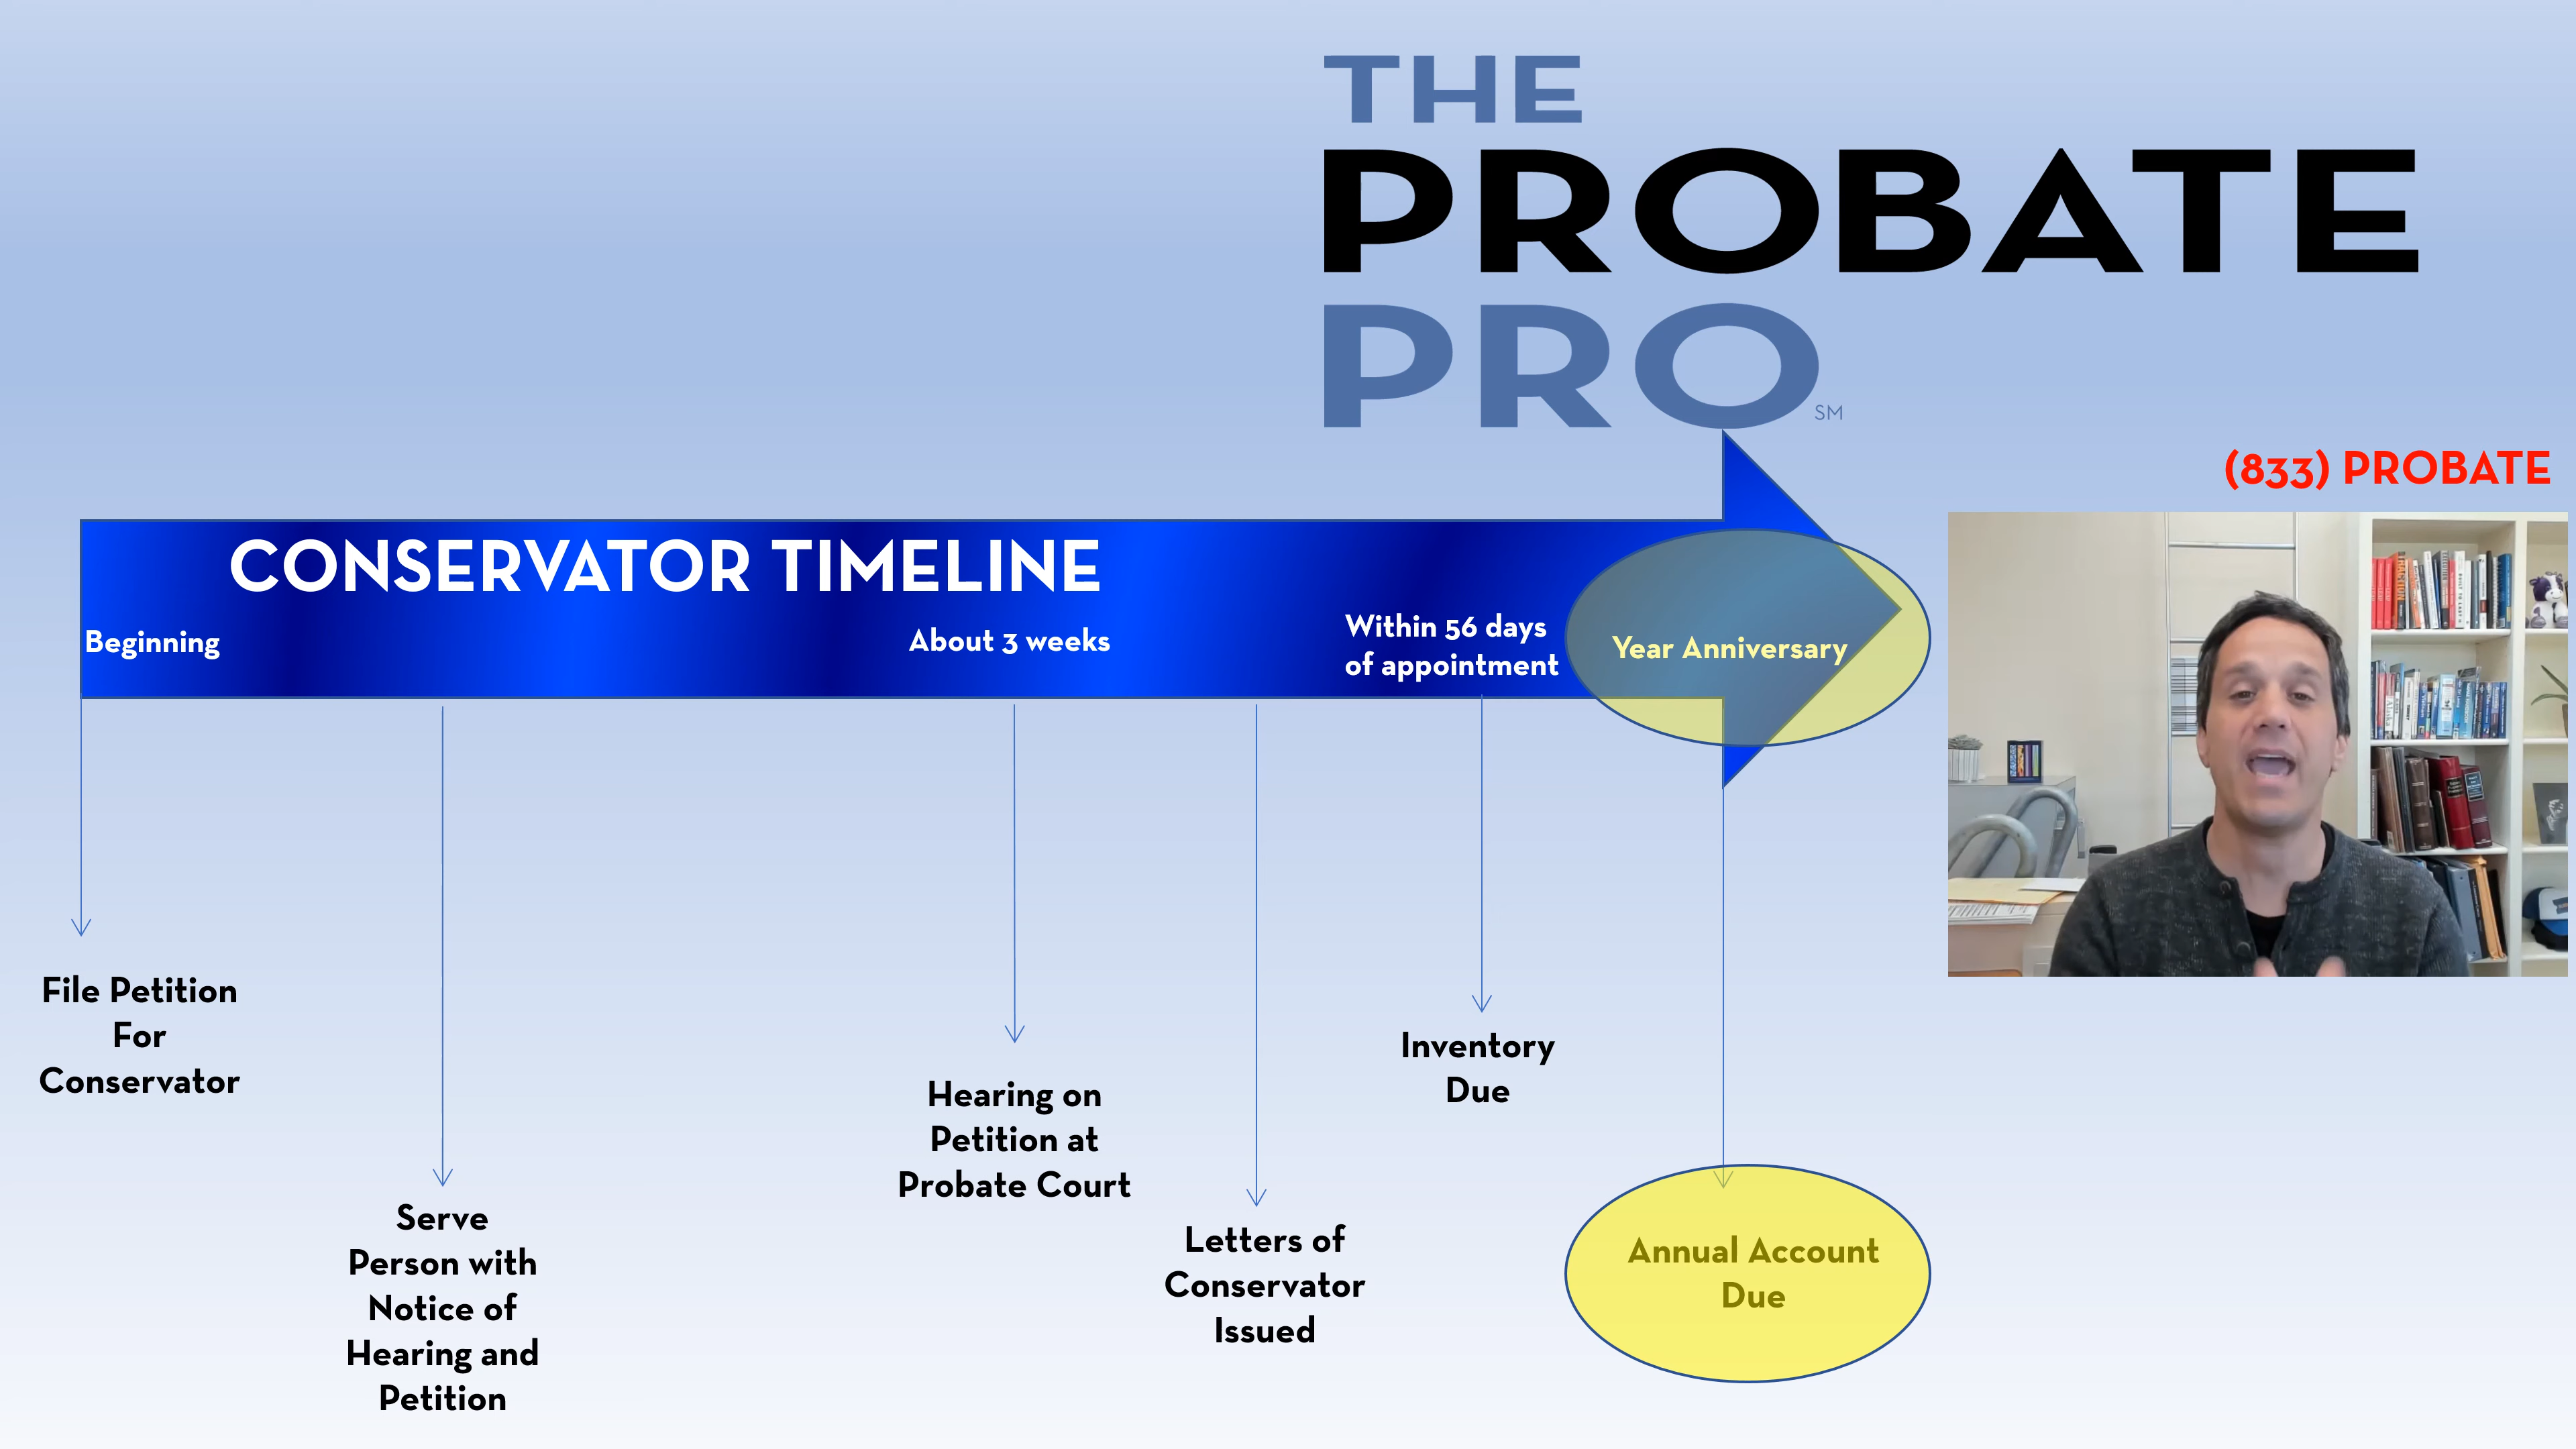 THE
PROBATE
PRO
SM
(833) PROBATE
CONSERVATOR TIMELINE
Beginning
About 3 weeks
Within 56 days
of appointment
Year Anniversary
File Petition
For
Conservator
Serve
Person with
Notice of
Hearing and
Petition
Hearing on
Petition at
Probate Court
Letters of
Conservator
Issued
Inventory
Due
Annual Account
Due